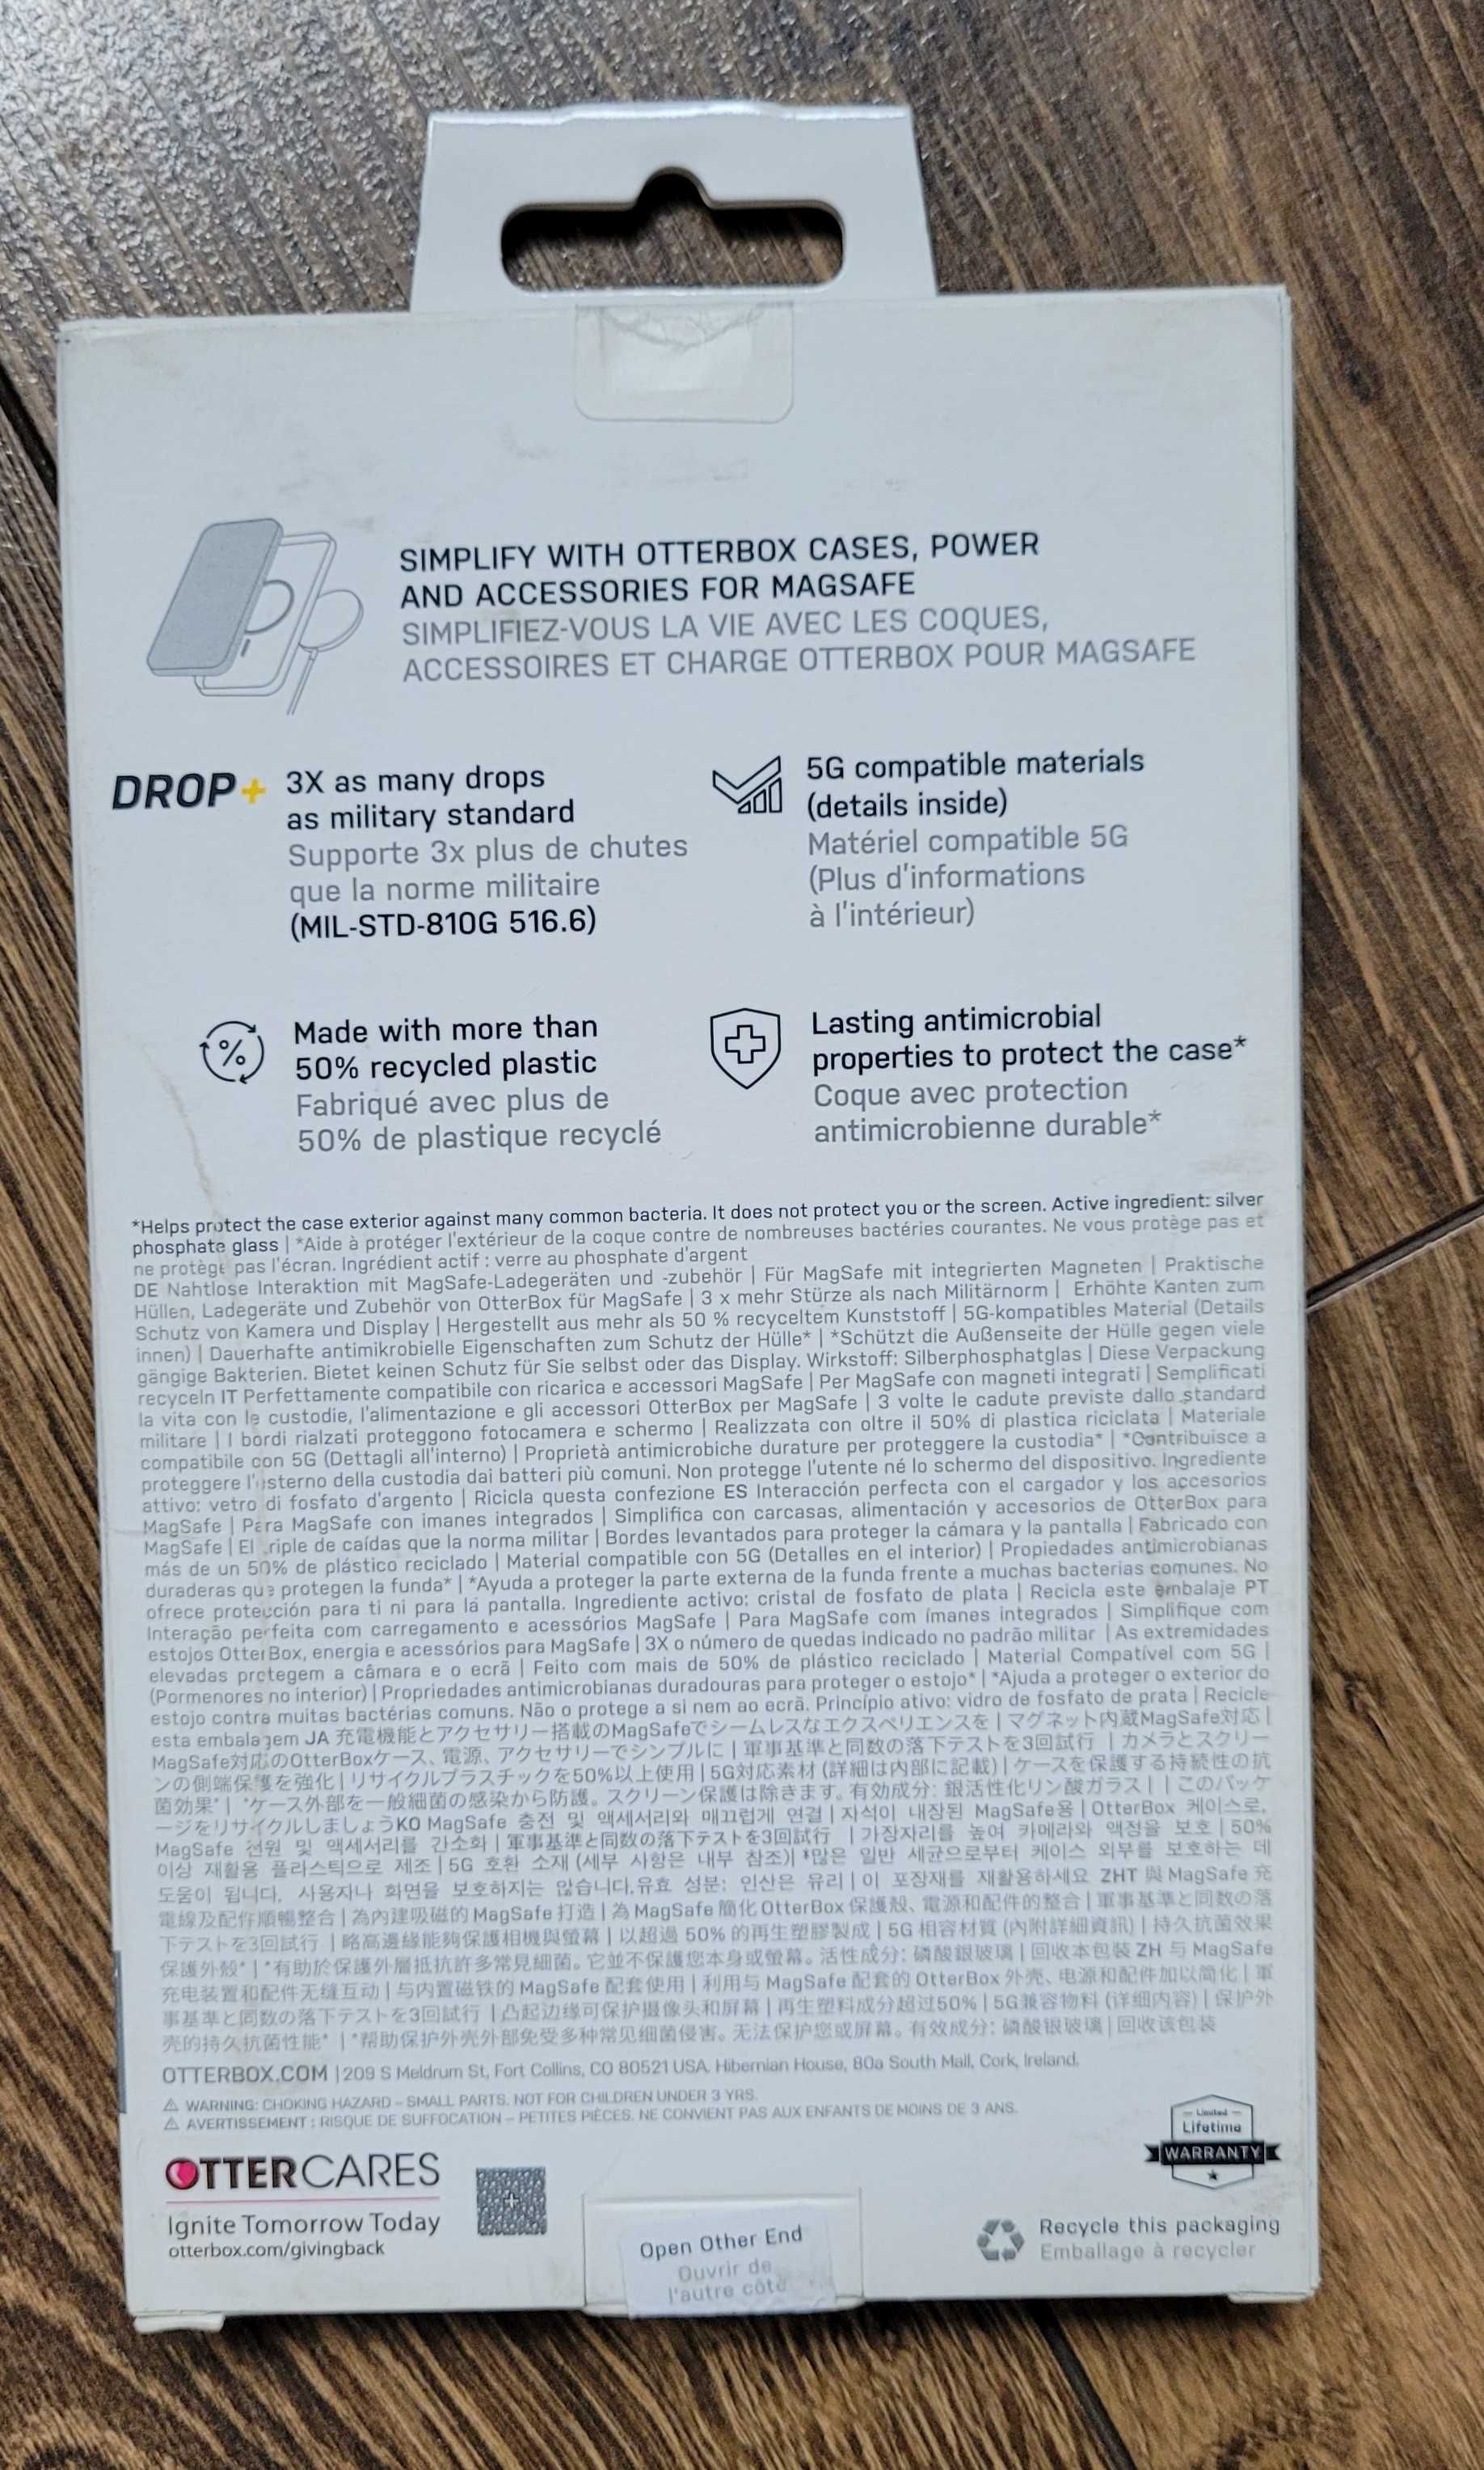 SIMPLIFY WITH OTTERBOX CASES, POWER
AND ACCESSORIES FOR MAGSAFE
SIMPLIFIEZ-VOUS LA VIE AVEC LES COQUES,
ACCESSOIRES ET CHARGE OTTERBOX POUR MAGSAFE
DROP+
3X as many drops
as military standard
Supporte 3x plus de chutes
que la norme militaire
(MIL-STD-810G 516.6)
5G compatible materials
(details inside)
Matériel compatible 5G
(Plus d'informations
à l'intérieur)
%
Made with more than
50% recycled plastic
Fabriqué avec plus de
50% de plastique recyclé
Lasting antimicrobial
properties to protect the case*
Coque avec protection
antimicrobienne durable*
*Helps protect the case exterior against many common bacteria. It does not protect you or the screen. Active ingredient: silver
phosphate glass | *Aide à protéger l'extérieur de la coque contre de nombreuses bactéries courantes. Ne vous protège pas et
ne protège pas l'écran. Ingrédient actif : verre au phosphate d'argent
DE Nahtlose Interaktion mit MagSafe-Ladegeräten und -zubehör | Für MagSafe mit integrierten Magneten | Praktische
Hüllen, Ladegeräte und Zubehör von OtterBox für MagSafe | 3 x mehr Stürze als nach Militärnorm | Erhöhte Kanten zum
Schutz von Kamera und Display | Hergestellt aus mehr als 50 % recyceltem Kunststoff | 5G-kompatibles Material (Details
innen) | Dauerhafte antimikrobielle Eigenschaften zum Schutz der Hülle* | *Schützt die Außenseite der Hülle gegen viele
gängige Bakterien. Bietet keinen Schutz für Sie selbst oder das Display. Wirkstoff: Silberphosphatglas | Diese Verpackung
recyceln IT Perfettamente compatibile con ricarica e accessori MagSafe | Per MagSafe con magneti integrati | Semplificati
la vita con le custodie, l'alimentazione e gli accessori OtterBox per MagSafe | 3 volte le cadute previste dallo standard
militare | I bordi rialzati proteggono fotocamera e schermo | Realizzata con oltre il 50% di plastica riciclata | Materiale
compatibile con 5G (Dettagli all'interno) | Proprietà antimicrobiche durature per proteggere la custodia* | *Contribuisce a
proteggere l'esterno della custodia dai batteri più comuni. Non protegge l'utente né lo schermo del dispositivo. Ingrediente
attivo: vetro di fosfato d'argento | Ricicla questa confezione ES Interacción perfecta con el cargador y los accesorios
MagSafe | Para MagSafe con imanes integrados | Simplifica con carcasas, alimentación y accesorios de OtterBox para
MagSafe | El triple de caídas que la norma militar | Bordes levantados para proteger la cámara y la pantalla | Fabricado con
más de un 50% de plástico reciclado | Material compatible con 5G (Detalles en el interior) | Propiedades antimicrobianas
duraderas que protegen la funda* | *Ayuda a proteger la parte externa de la funda frente a muchas bacterias comunes. No
ofrece protección para ti ni para la pantalla. Ingrediente activo: cristal de fosfato de plata | Recicla este embalaje PT
Interação perfeita com carregamento e acessórios MagSafe | Para MagSafe com ímanes integrados | Simplifique com
estojos OtterBox, energia e acessórios para MagSafe | 3X o número de quedas indicado no padrão militar | As extremidades
elevadas protegem a câmara e o ecrã | Feito com mais de 50% de plástico reciclado | Material Compatível com 5G |
(Pormenores no interior) | Propriedades antimicrobianas duradouras para proteger o estojo* | *Ajuda a proteger o exterior do
estojo contra muitas bactérias comuns. Não o protege a si nem ao ecrã. Princípio ativo: vidro de fosfato de prata | Recicle
esta embalagem JA 充電機能とアクセサリー搭載のMagSafeでシームレスなエクスペリエンスを | マグネット内蔵MagSafe対応 |
MagSafe対応のOtterBoxケース、電源、アクセサリーでシンプルに | 軍事基準と同数の落下テストを3回試行 | カメラとスクリー
ンの側端保護を強化 | リサイクルプラスチックを50%以上使用 | 5G対応素材 (詳細は内部に記載) | ケースを保護する持続性の抗
菌効果* | *ケース外部を一般細菌の感染から防護。スクリーン保護は除きます。有効成分: 銀活性化リン酸ガラス | | このパッケ
ージをリサイクルしましょうKO MagSafe 충전 및 액세서리와 매끄럽게 연결 | 자석이 내장된 MagSafe용 | OtterBox 케이스로,
MagSafe 전원 및 액세서리를 간소화 | 軍事基準と同数の落下テストを3回試行 | 가장자리를 높여 카메라와 액정을 보호 | 50%
이상 재활용 플라스틱으로 제조 | 5G 호환 소재 (세부 사항은 내부 참조)| *많은 일반 세균으로부터 케이스 외부를 보호하는 데
도움이 됩니다. 사용자나 화면을 보호하지는 않습니다.유효 성분: 인산은 유리 | 이 포장재를 재활용하세요 ZHT 與 MagSafe 充
電線及配件順暢整合 | 為內建吸磁的 MagSafe 打造 | 為 MagSafe 簡化 OtterBox 保護殼、電源和配件的整合 | 軍事基準と同数の落
下テストを3回試行 | 略高邊緣能夠保護相機與螢幕 | 以超過 50% 的再生塑膠製成 | 5G 相容材質 (內附詳細資訊) | 持久抗菌效果
保護外殼* | *有助於保護外層抵抗許多常見細菌。它並不保護您本身或螢幕。活性成分: 磷酸銀玻璃 | 回收本包裝 ZH 与 MagSafe
充电装置和配件无缝互动 | 与内置磁铁的 MagSafe 配套使用 | 利用与 MagSafe 配套的 OtterBox 外壳、电源和配件加以简化 | 軍
事基準と同数の落下テストを3回試行 | 凸起边缘可保护摄像头和屏幕 | 再生塑料成分超过50% | 5G兼容物料 (详细内容) | 保护外
壳的持久抗菌性能* | *帮助保护外壳外部免受多种常见细菌侵害。无法保护您或屏幕。有效成分: 磷酸银玻璃 | 回收该包装
OTTERBOX.COM | 209 S Meldrum St, Fort Collins, CO 80521 USA. Hibernian House, 80a South Mall, Cork, Ireland.
⚠ WARNING: CHOKING HAZARD – SMALL PARTS. NOT FOR CHILDREN UNDER 3 YRS.
⚠ AVERTISSEMENT : RISQUE DE SUFFOCATION – PETITES PIÈCES. NE CONVIENT PAS AUX ENFANTS DE MOINS DE 3 ANS.
Limited
Lifetime
WARRANTY
OTTERCARES
Ignite Tomorrow Today
otterbox.com/givingback
Open Other End
Ouvrir de
l'autre côté
Recycle this packaging
Emballage à recycler